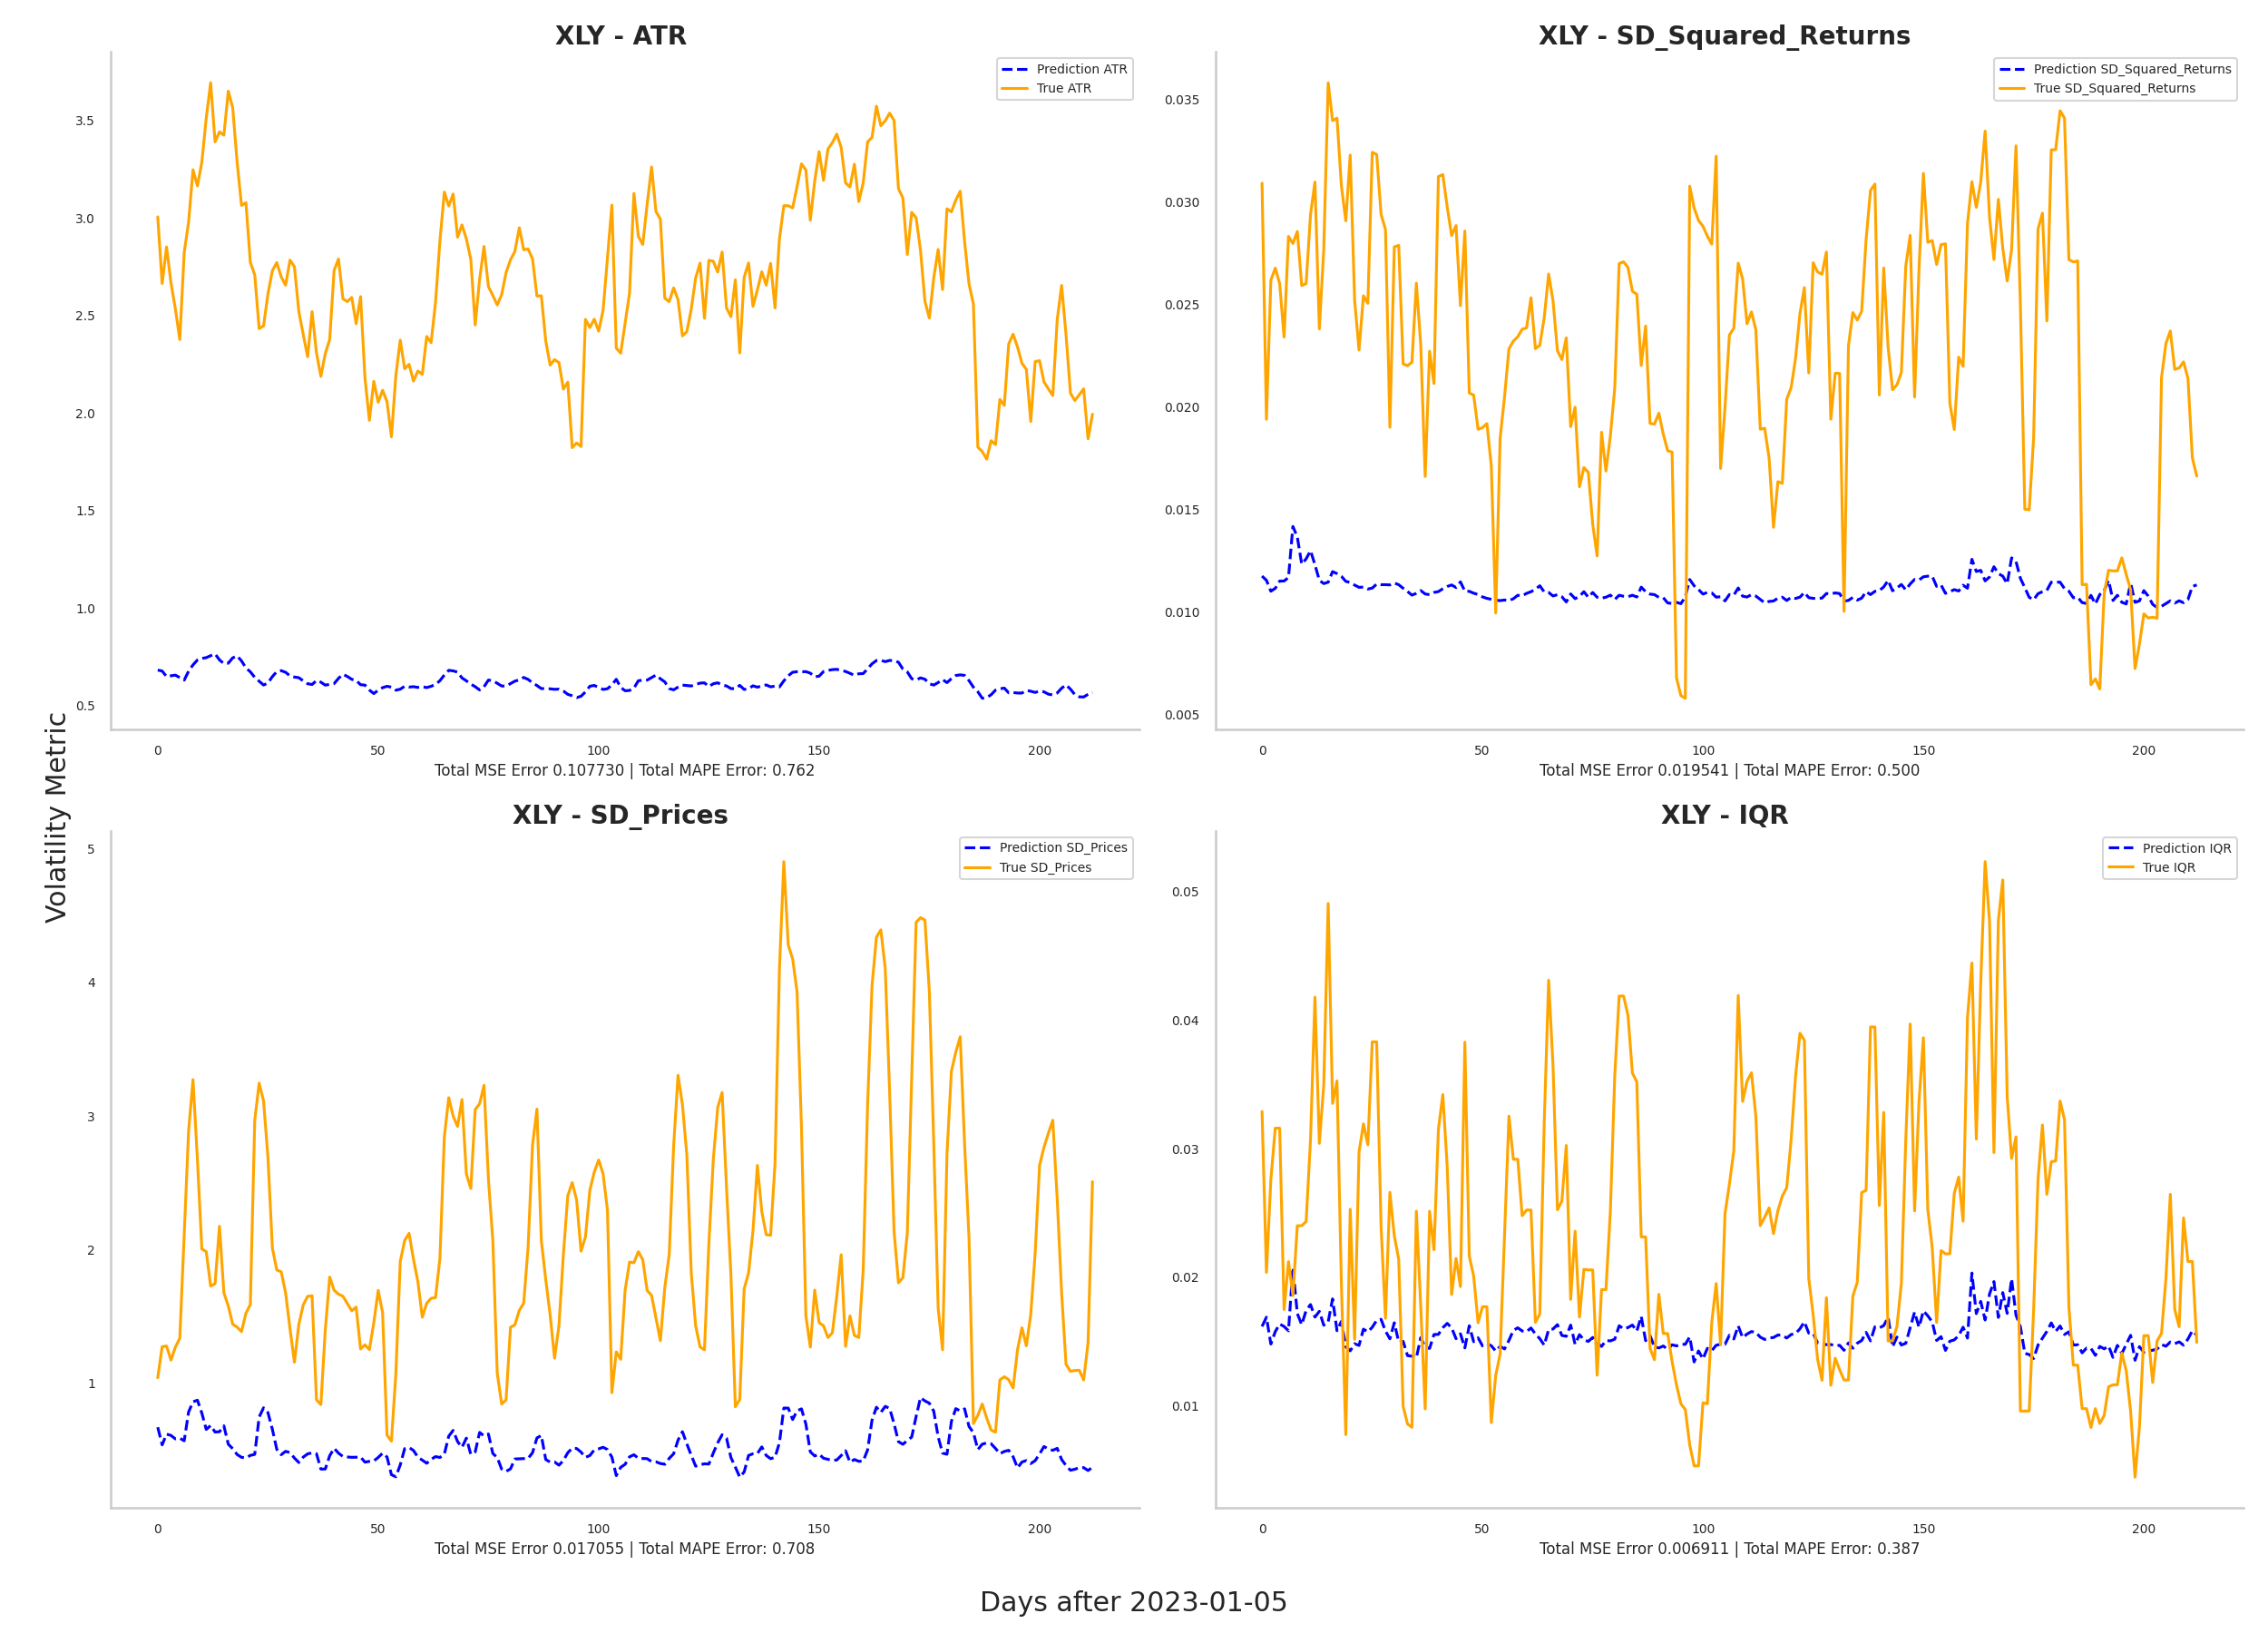 XLY - ATR
Prediction ATR
True ATR
3.5
3.0
2.5
2.0
1.5
1.0
0.5
0
50
100
150
200
Total MSE Error 0.107730 | Total MAPE Error: 0.762
XLY - SD_Squared_Returns
Prediction SD_Squared_Returns
True SD_Squared_Returns
0.035
0.030
0.025
0.020
0.015
0.010
0.005
0
50
100
150
200
Total MSE Error 0.019541 | Total MAPE Error: 0.500
Volatility Metric
XLY - SD_Prices
Prediction SD_Prices
True SD_Prices
5
4
3
2
1
0
50
100
150
200
Total MSE Error 0.017055 | Total MAPE Error: 0.708
XLY - IQR
Prediction IQR
True IQR
0.05
0.04
0.03
0.02
0.01
0
50
100
150
200
Total MSE Error 0.006911 | Total MAPE Error: 0.387
Days after 2023-01-05